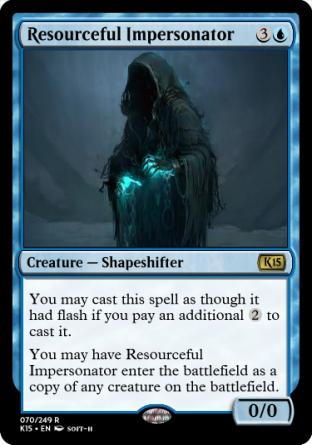 Resourceful Impersonator 3
K15
Creature — Shapeshifter
You may cast this spell as though it
had flash if you pay an additional 2 to
cast it.
You may have Resourceful
Impersonator enter the battlefield as a
copy of any creature on the battlefield.
0/0
070/249 R
K15 • EN SOFT-H